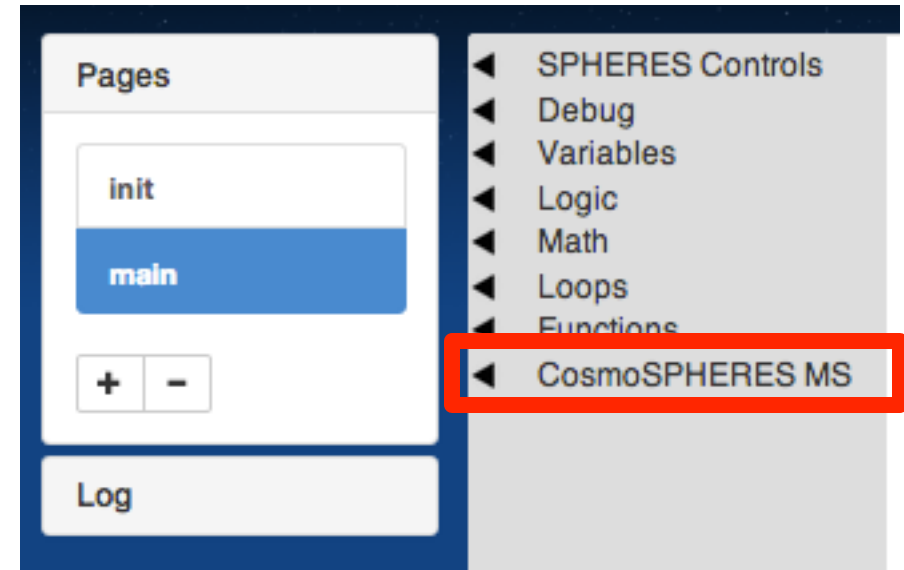 Pages
init
main
+ -
Log
SPHERES Controls
Debug
Variables
Logic
Math
Loops
Functions
CosmoSPHERES MS